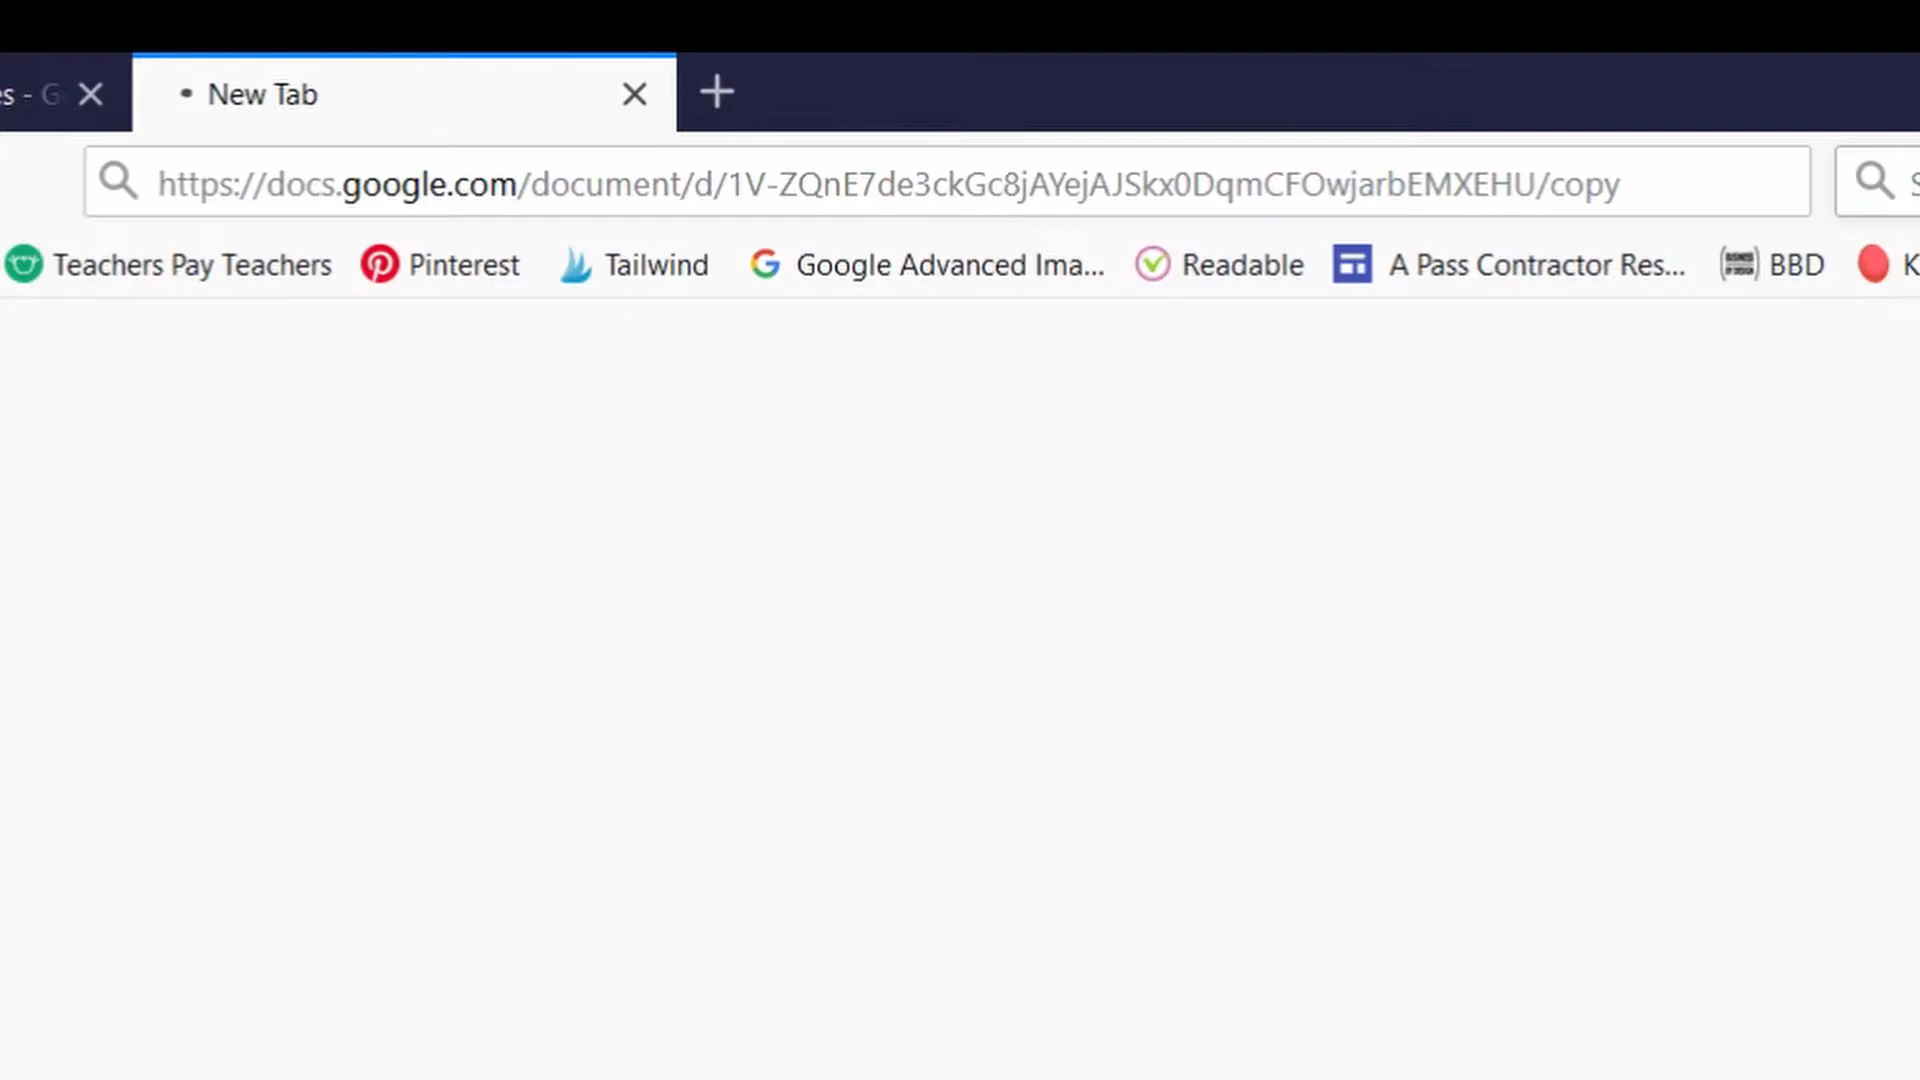 es - G
New Tab
https://docs.google.com/document/d/1V-ZQnE7de3ckGc8jAYejAJSkx0DqmCFOwjarbEMXEHU/copy
S
Teachers Pay Teachers Pinterest Tailwind Google Advanced Ima... Readable A Pass Contractor Res... BBD K